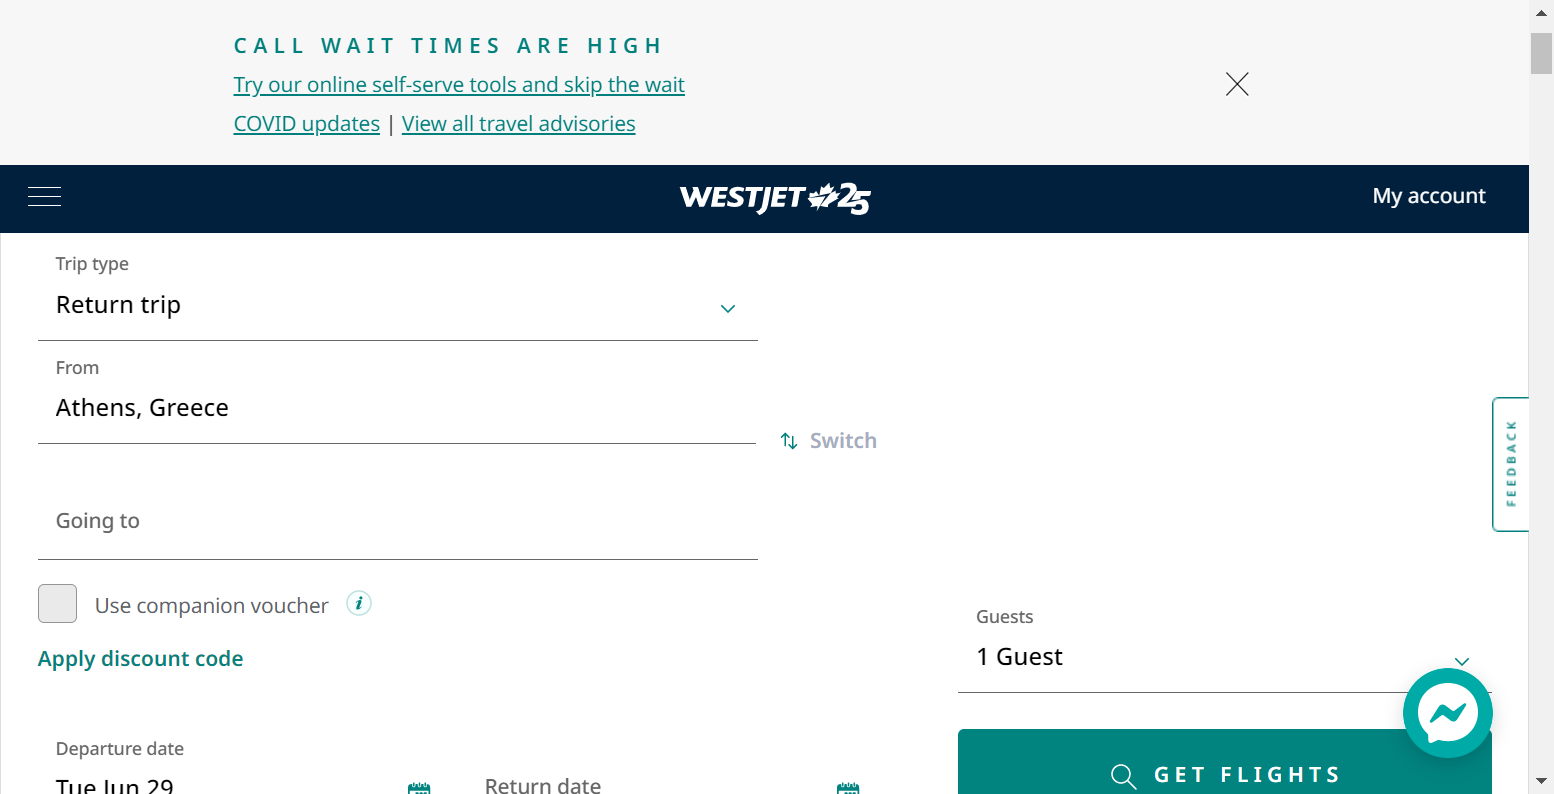 CALL WAIT TIMES ARE HIGH
Try our online self-serve tools and skip the wait
COVID updates | View all travel advisories
WESTJET 25
My account
Trip type
Return trip
From
Athens, Greece
Switch
FEEDBACK
Going to
Use companion voucher i
Apply discount code
Guests
1 Guest
Departure date
Tue Jun 29
Return date
GET FLIGHTS